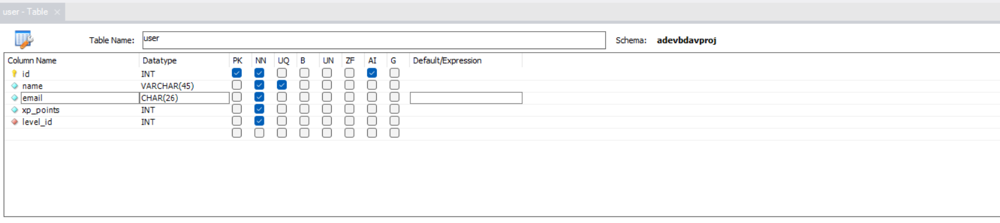 user - Table ×
Table Name: user Schema: adevbdavproj
Column Name Datatype PK NN UQ B UN ZF AI G Default/Expression
id INT
name VARCHAR(45)
email CHAR(26)
xp_points INT
level_id INT